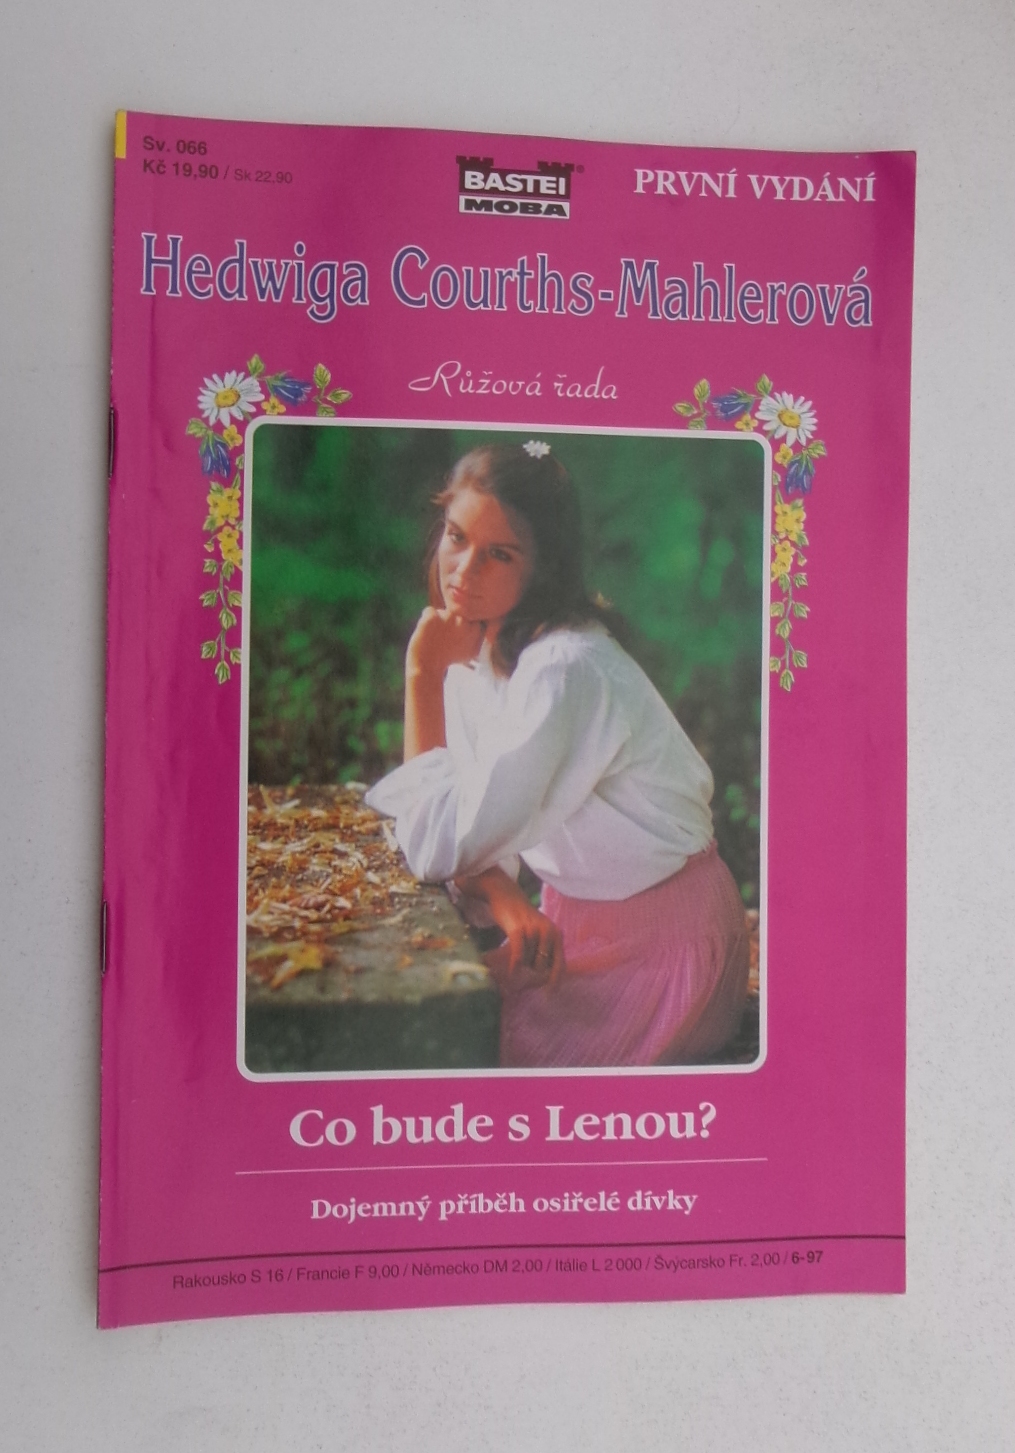 Sv. 066
Kč 19,90 / Sk 22,90
BASTEI
MOBA
PRVNÍ VYDÁNÍ
Hedwiga Courths-Mahlerová
Růžová řada
Co bude s Lenou?
Dojemný příběh osiřelé dívky
Rakousko S 16 / Francie F 9,00 / Německo DM 2,00 / Itálie L 2 000 / Švýcarsko Fr. 2,00 / 6-97